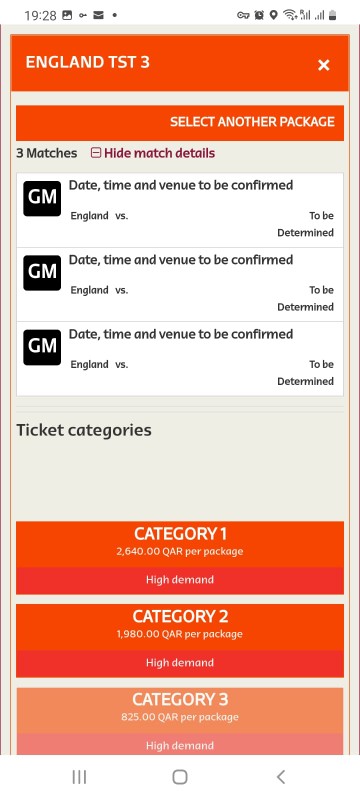 19:28
ENGLAND TST 3
×
SELECT ANOTHER PACKAGE
3 Matches Hide match details
GM Date, time and venue to be confirmed
England vs. To be
Determined
GM Date, time and venue to be confirmed
England vs. To be
Determined
GM Date, time and venue to be confirmed
England vs. To be
Determined
Ticket categories
CATEGORY 1
2,640.00 QAR per package
High demand
CATEGORY 2
1,980.00 QAR per package
High demand
CATEGORY 3
825.00 QAR per package
High demand